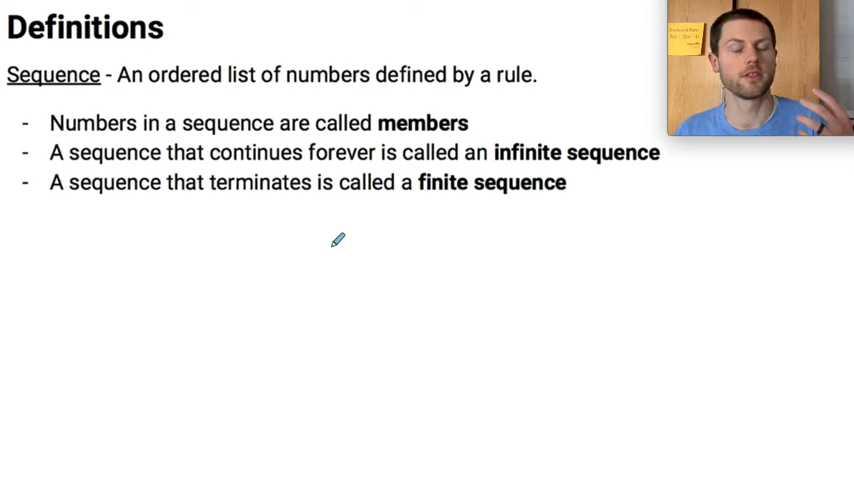 Definitions
Sequence - An ordered list of numbers defined by a rule.
- Numbers in a sequence are called members
- A sequence that continues forever is called an infinite sequence
- A sequence that terminates is called a finite sequence